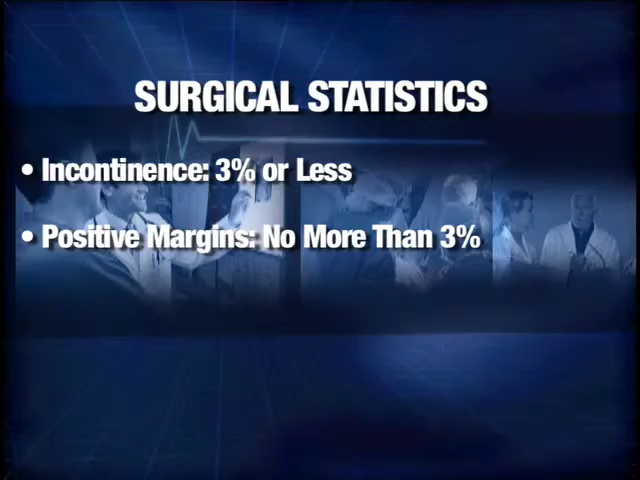 SURGICAL STATISTICS
• Incontinence: 3% or Less
• Positive Margins: No More Than 3%